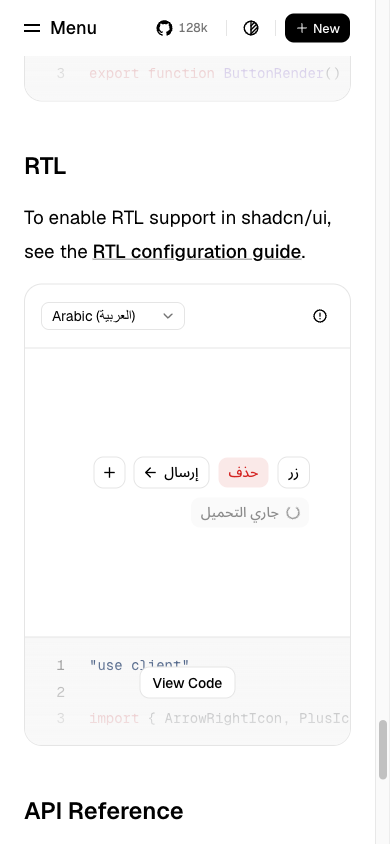 Menu 128k New
3 export function ButtonRender()
RTL
To enable RTL support in shadcn/ui,
see the RTL configuration guide.
Arabic (العربية)
زر حذف إرسال
جاري التحميل
1 "use client"
View Code
2
3 import { ArrowRightIcon, PlusIc
API Reference